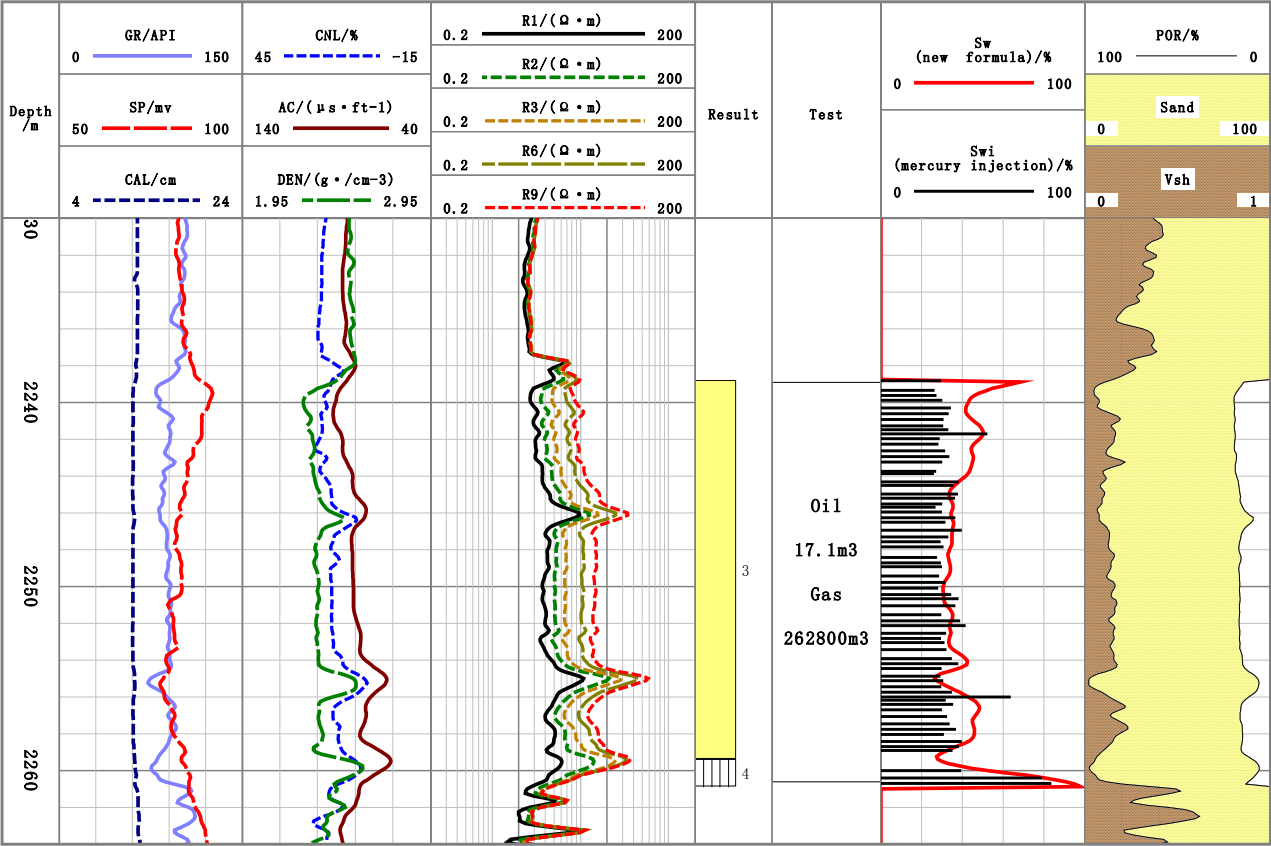 Depth
/m
GR/API
0 150
SP/mv
50 100
CAL/cm
4 24
CNL/%
45 -15
AC/(μs·ft-1)
140 40
DEN/(g·/cm-3)
1.95 2.95
R1/(Ω·m)
0.2 200
R2/(Ω·m)
0.2 200
R3/(Ω·m)
0.2 200
R6/(Ω·m)
0.2 200
R9/(Ω·m)
0.2 200
Result
Test
Sw
(new formula)/%
0 100
Swi
(mercury injection)/%
0 100
POR/%
100 0
Sand
0 100
Vsh
0 1
30
2240
2250
2260
3
4
Oil
17.1m3
Gas
262800m3